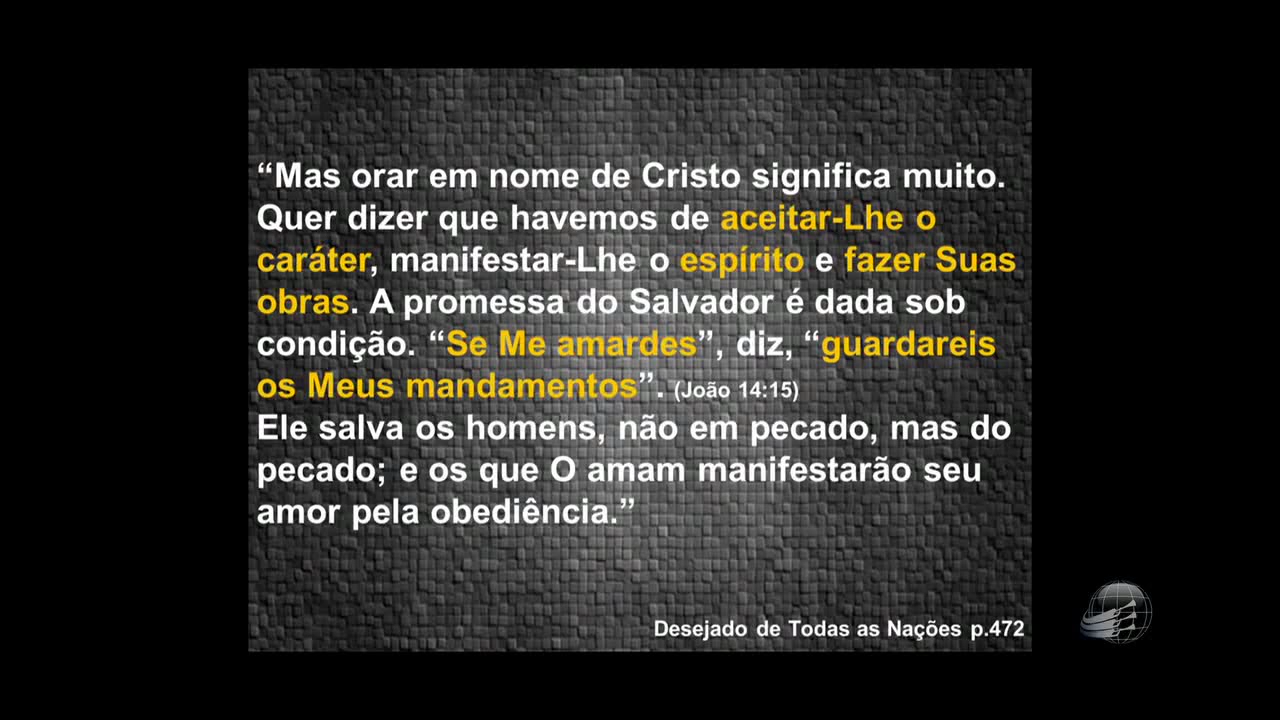 “Mas orar em nome de Cristo significa muito.
Quer dizer que havemos de aceitar-Lhe o
caráter, manifestar-Lhe o espírito e fazer Suas
obras. A promessa do Salvador é dada sob
condição. “Se Me amardes”, diz, “guardareis
os Meus mandamentos”. (João 14:15)
Ele salva os homens, não em pecado, mas do
pecado; e os que O amam manifestarão seu
amor pela obediência.”
Desejado de Todas as Nações p.472